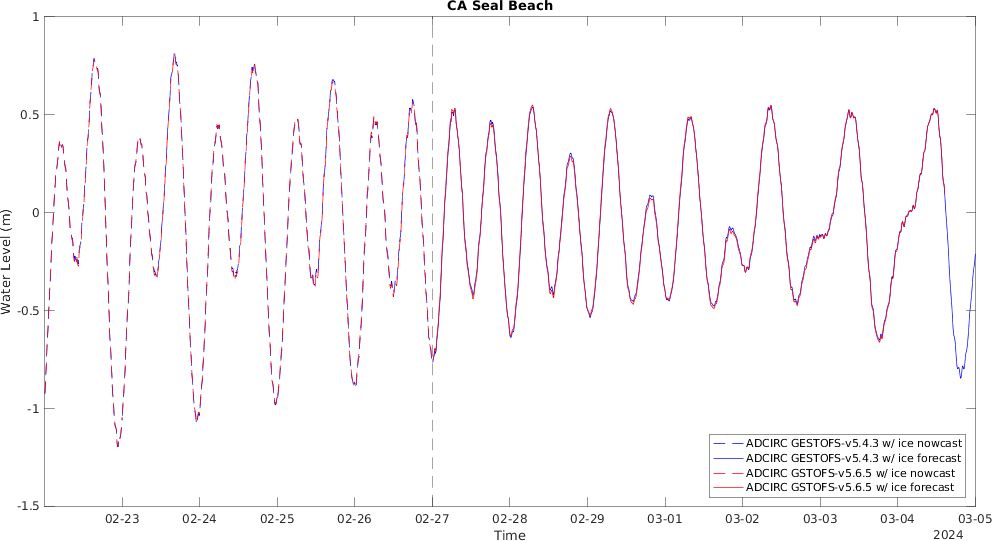 CA Seal Beach
1
0.5
0
-0.5
-1
-1.5
Water Level (m)
ADCIRC GESTOFS-v5.4.3 w/ ice nowcast
ADCIRC GESTOFS-v5.4.3 w/ ice forecast
ADCIRC GSTOFS-v5.6.5 w/ ice nowcast
ADCIRC GSTOFS-v5.6.5 w/ ice forecast
02-23 02-24 02-25 02-26 02-27 02-28 02-29 03-01 03-02 03-03 03-04 03-05
Time
2024